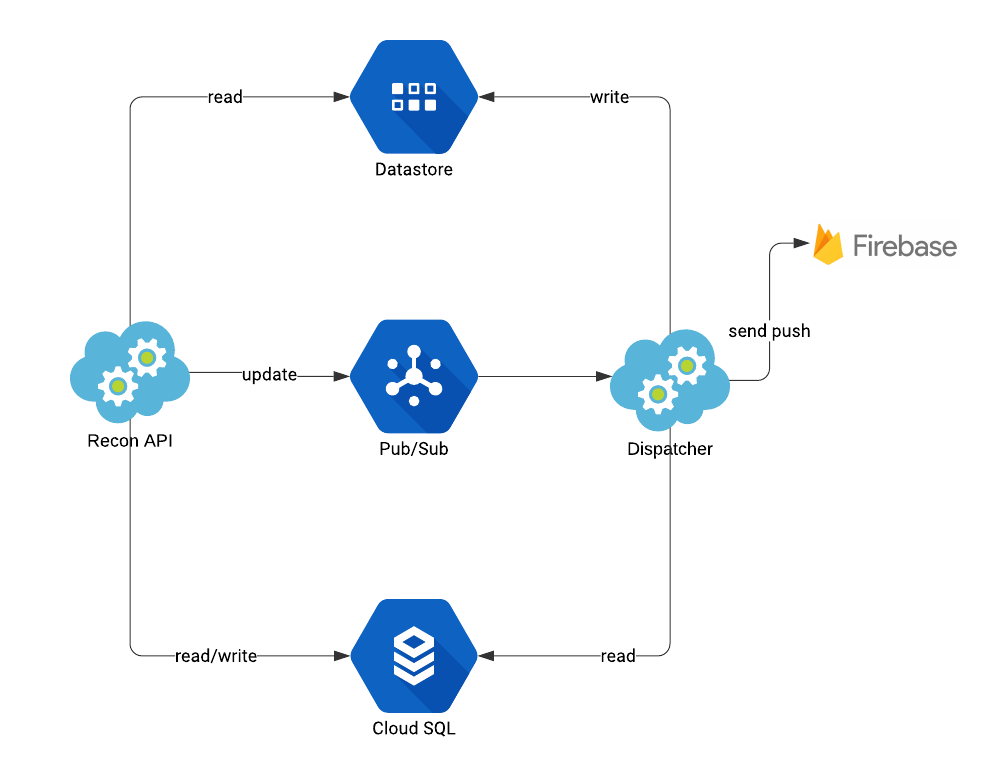 read
write
Datastore
Firebase
send push
update
Recon API
Pub/Sub
Dispatcher
read/write
read
Cloud SQL